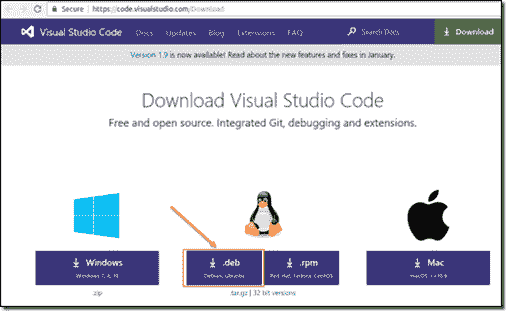 Secure https://code.visualstudio.com/Download
Visual Studio Code Docs Updates Blog Extensions FAQ Search Docs Download
Version 1.9 is now available! Read about the new features and fixes in January.
Download Visual Studio Code
Free and open source. Integrated Git, debugging and extensions.
Windows .deb .rpm Mac
Windows 7, 8, 10 Debian, Ubuntu Red Hat, Fedora, CentOS macOS
.zip .tar.gz | 32 bit versions